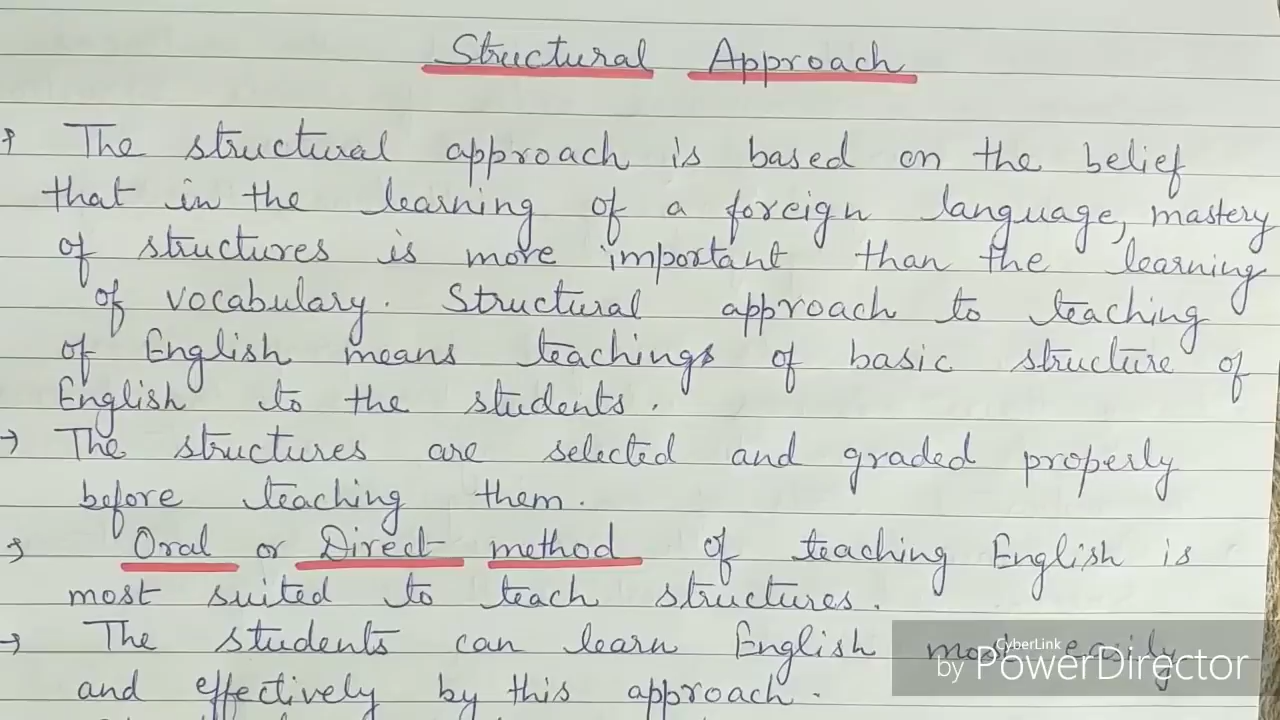 Structural Approach
→ The structural approach is based on the belief
that in the learning of a foreign language, mastery
of structures is more important than the learning
of vocabulary. Structural approach to teaching
of English means teachings of basic structure of
English to the students.
→ The structures are selected and graded properly
before teaching them.
→ Oral or Direct method of teaching English is
most suited to teach structures.
→ The students can learn English most easily
and effectively by this approach.
CyberLink
by PowerDirector